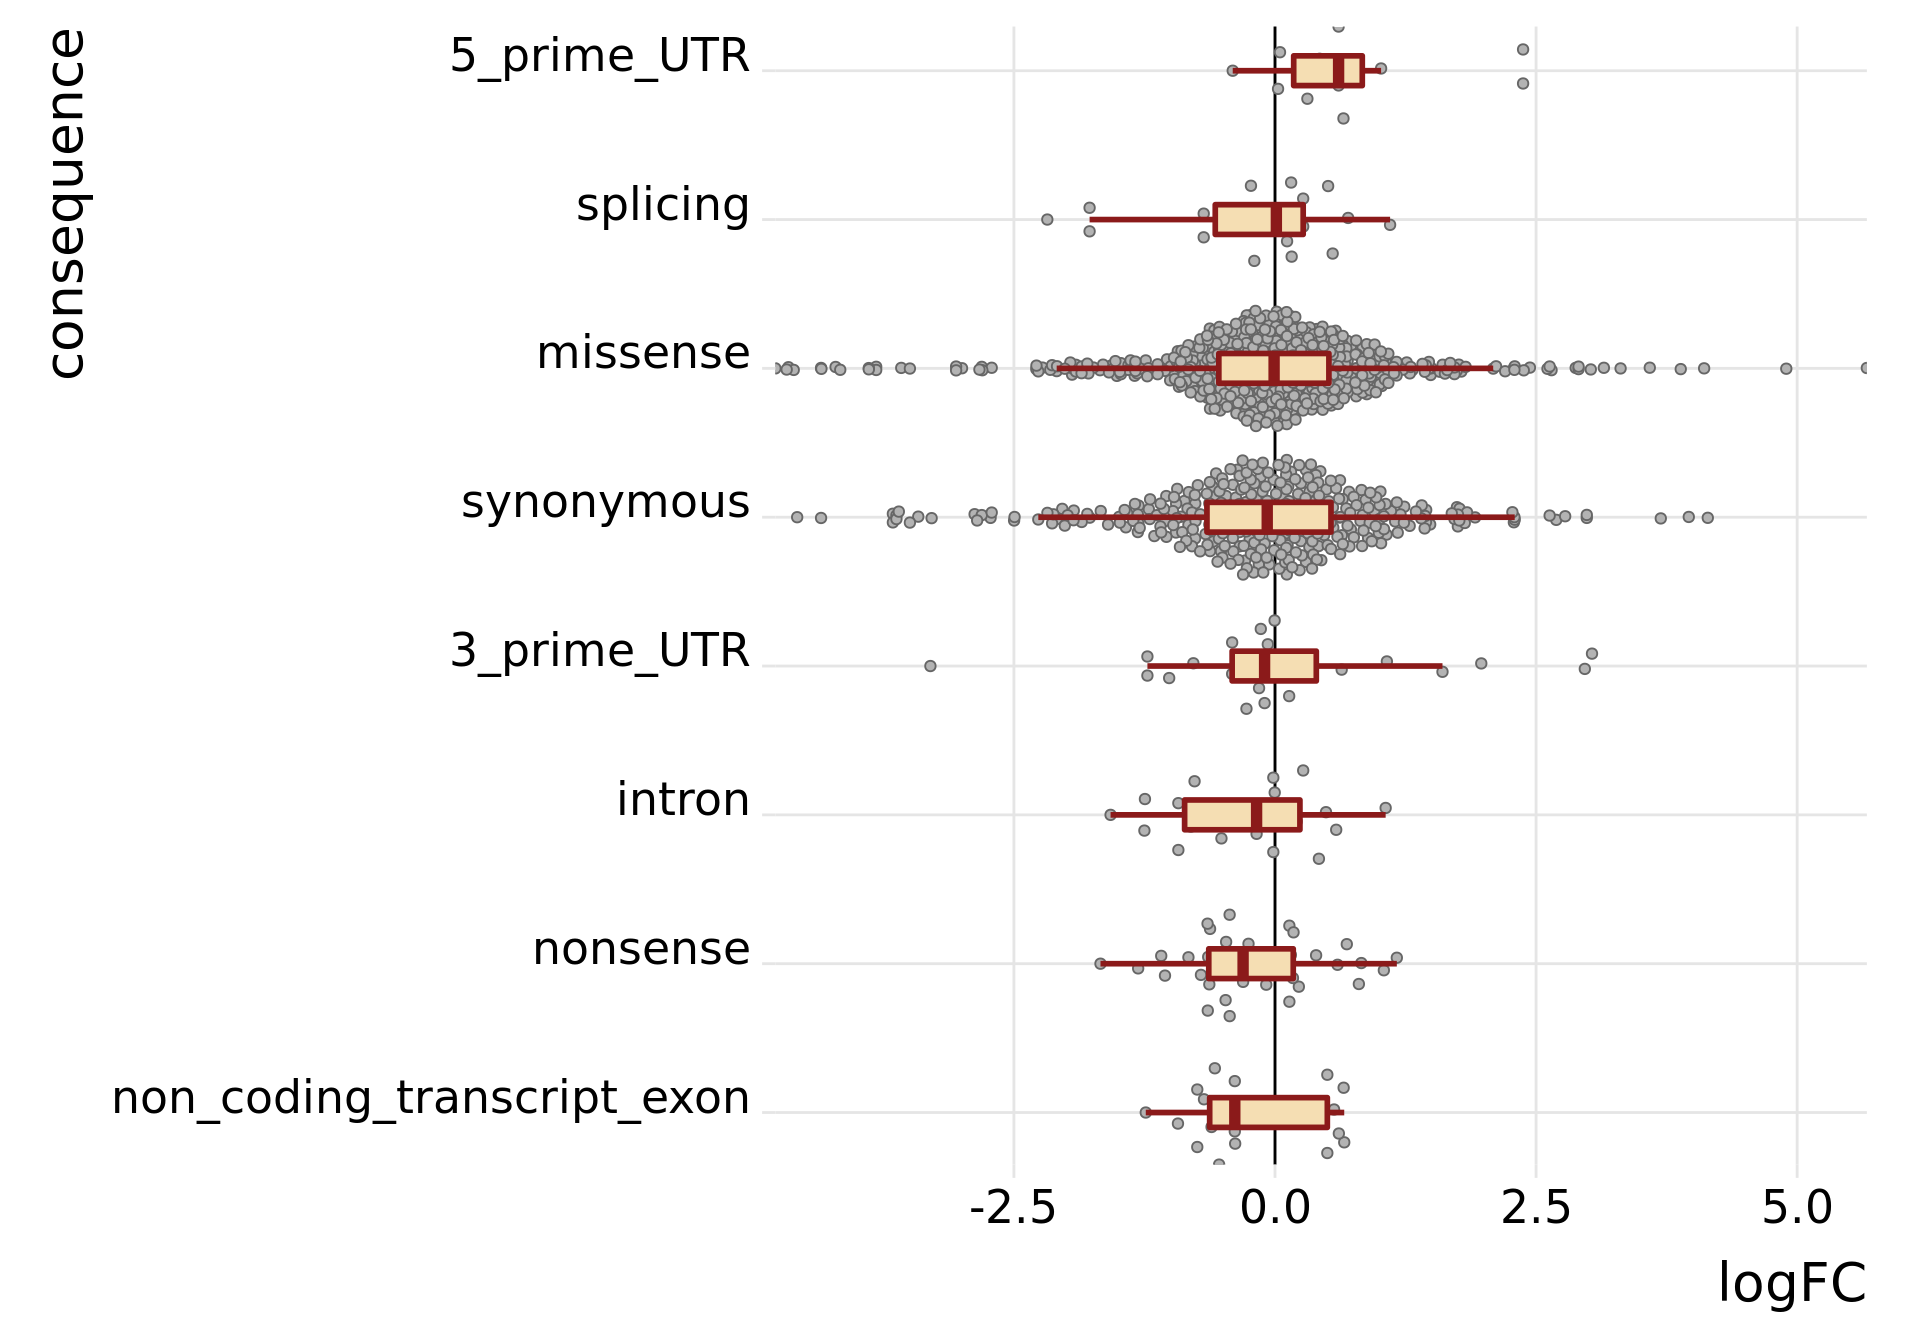 consequence
5_prime_UTR
splicing
missense
synonymous
3_prime_UTR
intron
nonsense
non_coding_transcript_exon
-2.5 0.0 2.5 5.0
logFC